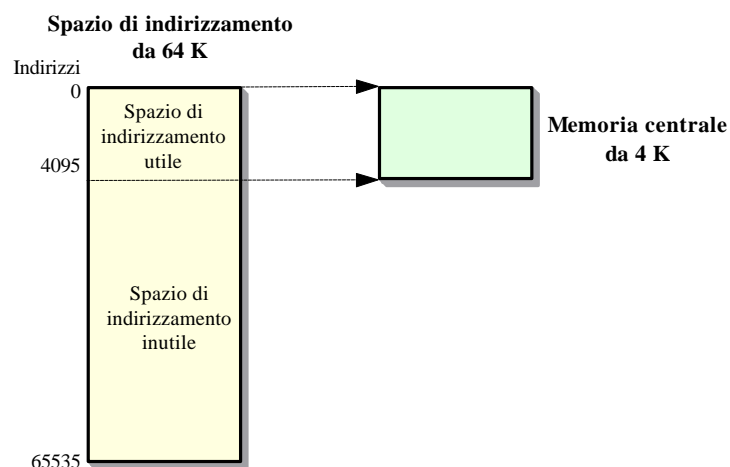 Spazio di indirizzamento
da 64 K
Indirizzi
0
Spazio di
indirizzamento
utile
4095
Memoria centrale
da 4 K
Spazio di
indirizzamento
inutile
65535